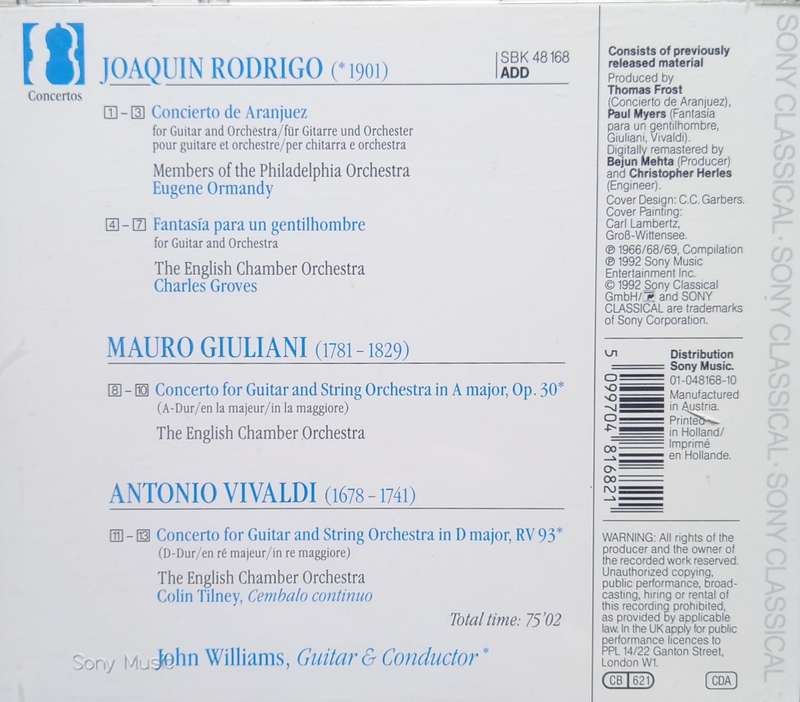 Concertos
JOAQUIN RODRIGO (*1901)
SBK 48168
ADD
1 – 3 Concierto de Aranjuez
for Guitar and Orchestra/für Gitarre und Orchester
pour guitare et orchestre/per chitarra e orchestra
Members of the Philadelphia Orchestra
Eugene Ormandy
4 – 7 Fantasía para un gentilhombre
for Guitar and Orchestra
The English Chamber Orchestra
Charles Groves
MAURO GIULIANI (1781 – 1829)
8 – 10 Concerto for Guitar and String Orchestra in A major, Op. 30*
(A-Dur/en la majeur/in la maggiore)
The English Chamber Orchestra
ANTONIO VIVALDI (1678 – 1741)
11 – 13 Concerto for Guitar and String Orchestra in D major, RV 93*
(D-Dur/en ré majeur/in re maggiore)
The English Chamber Orchestra
Colin Tilney, Cembalo continuo
Total time: 75'02
John Williams, Guitar & Conductor*
Sony Music
Consists of previously
released material
Produced by
Thomas Frost
(Concierto de Aranjuez),
Paul Myers (Fantasía
para un gentilhombre,
Giuliani, Vivaldi).
Digitally remastered by
Bejun Mehta (Producer)
and Christopher Herles
(Engineer).
Cover Design: C.C. Garbers.
Cover Painting:
Carl Lambertz,
Groß-Wittensee.
℗ 1966/68/69, Compilation
℗ 1992 Sony Music
Entertainment Inc.
© 1992 Sony Classical
GmbH/ and SONY
CLASSICAL are trademarks
of Sony Corporation.
5 099704 816821
Distribution
Sony Music.
01-048168-10
Manufactured
in Austria.
Printed
in Holland/
Imprimé
en Hollande.
WARNING: All rights of the
producer and the owner of
the recorded work reserved.
Unauthorized copying,
public performance, broad-
casting, hiring or rental of
this recording prohibited,
as provided by applicable
law. In the UK apply for public
performance licences to
PPL 14/22 Ganton Street,
London W1.
CB 621
CDA
SONY CLASSICAL · SONY CLASSICAL · SONY CLASSICAL ·